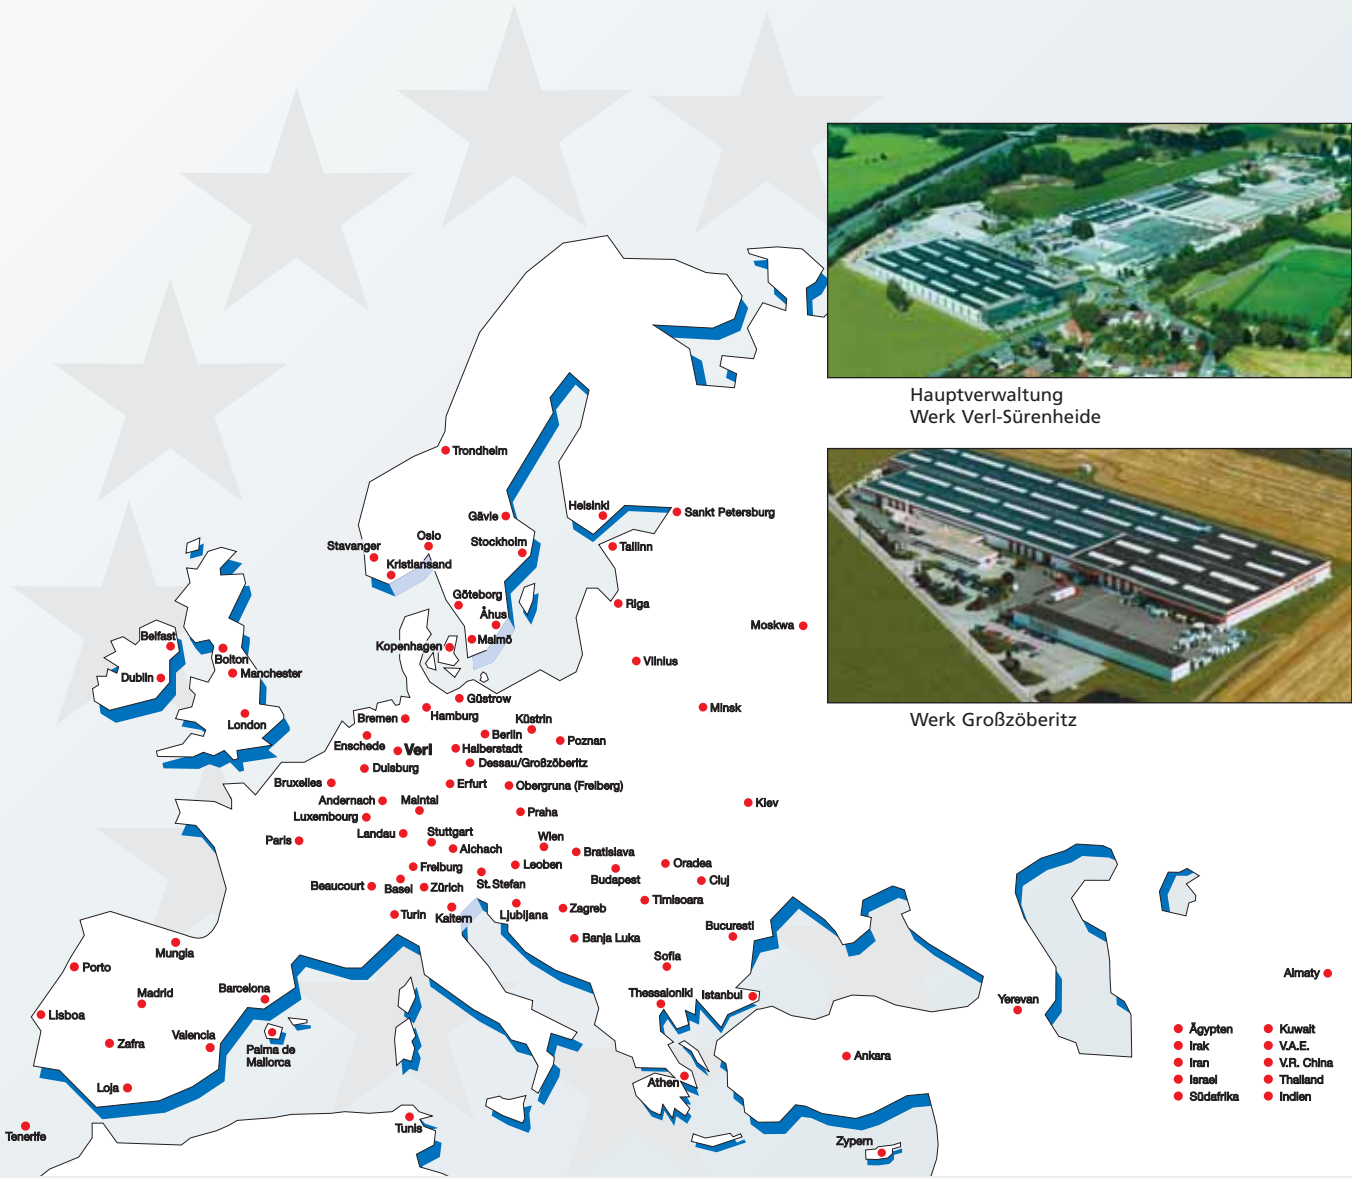 Hauptverwaltung
Werk Verl-Sürenheide
Trondheim
Gävle
Helsinki
Sankt Petersburg
Oslo
Stockholm
Stavanger
Tallinn
Kristiansand
Göteborg
Riga
Åhus
Moskwa
Belfast
Malmö
Kopenhagen
Bolton
Vilnius
Manchester
Dublin
Güstrow
Minsk
Hamburg
Bremen
Küstrin
Werk Großzöberitz
London
Berlin
Poznan
Enschede
Verl
Halberstadt
Dessau/Großzöberitz
Duisburg
Bruxelles
Erfurt
Obergruna (Freiberg)
Andernach
Maintal
Kiev
Luxembourg
Praha
Landau
Stuttgart
Wien
Paris
Aichach
Bratislava
Freiburg
Leoben
Oradea
Beaucourt
Basel
Zürich
St. Stefan
Budapest
Cluj
Timisoara
Turin
Kaltern
Ljubljana
Zagreb
Bucuresti
Banja Luka
Mungia
Sofia
Porto
Almaty
Madrid
Barcelona
Thessaloniki
Istanbul
Yerevan
Lisboa
Valencia
Zafra
Palma de
Mallorca
Ankara
Athen
Loja
Tenerife
Tunis
Zypern
Ägypten
Irak
Iran
Israel
Südafrika
Kuwait
V.A.E.
V.R. China
Thailand
Indien